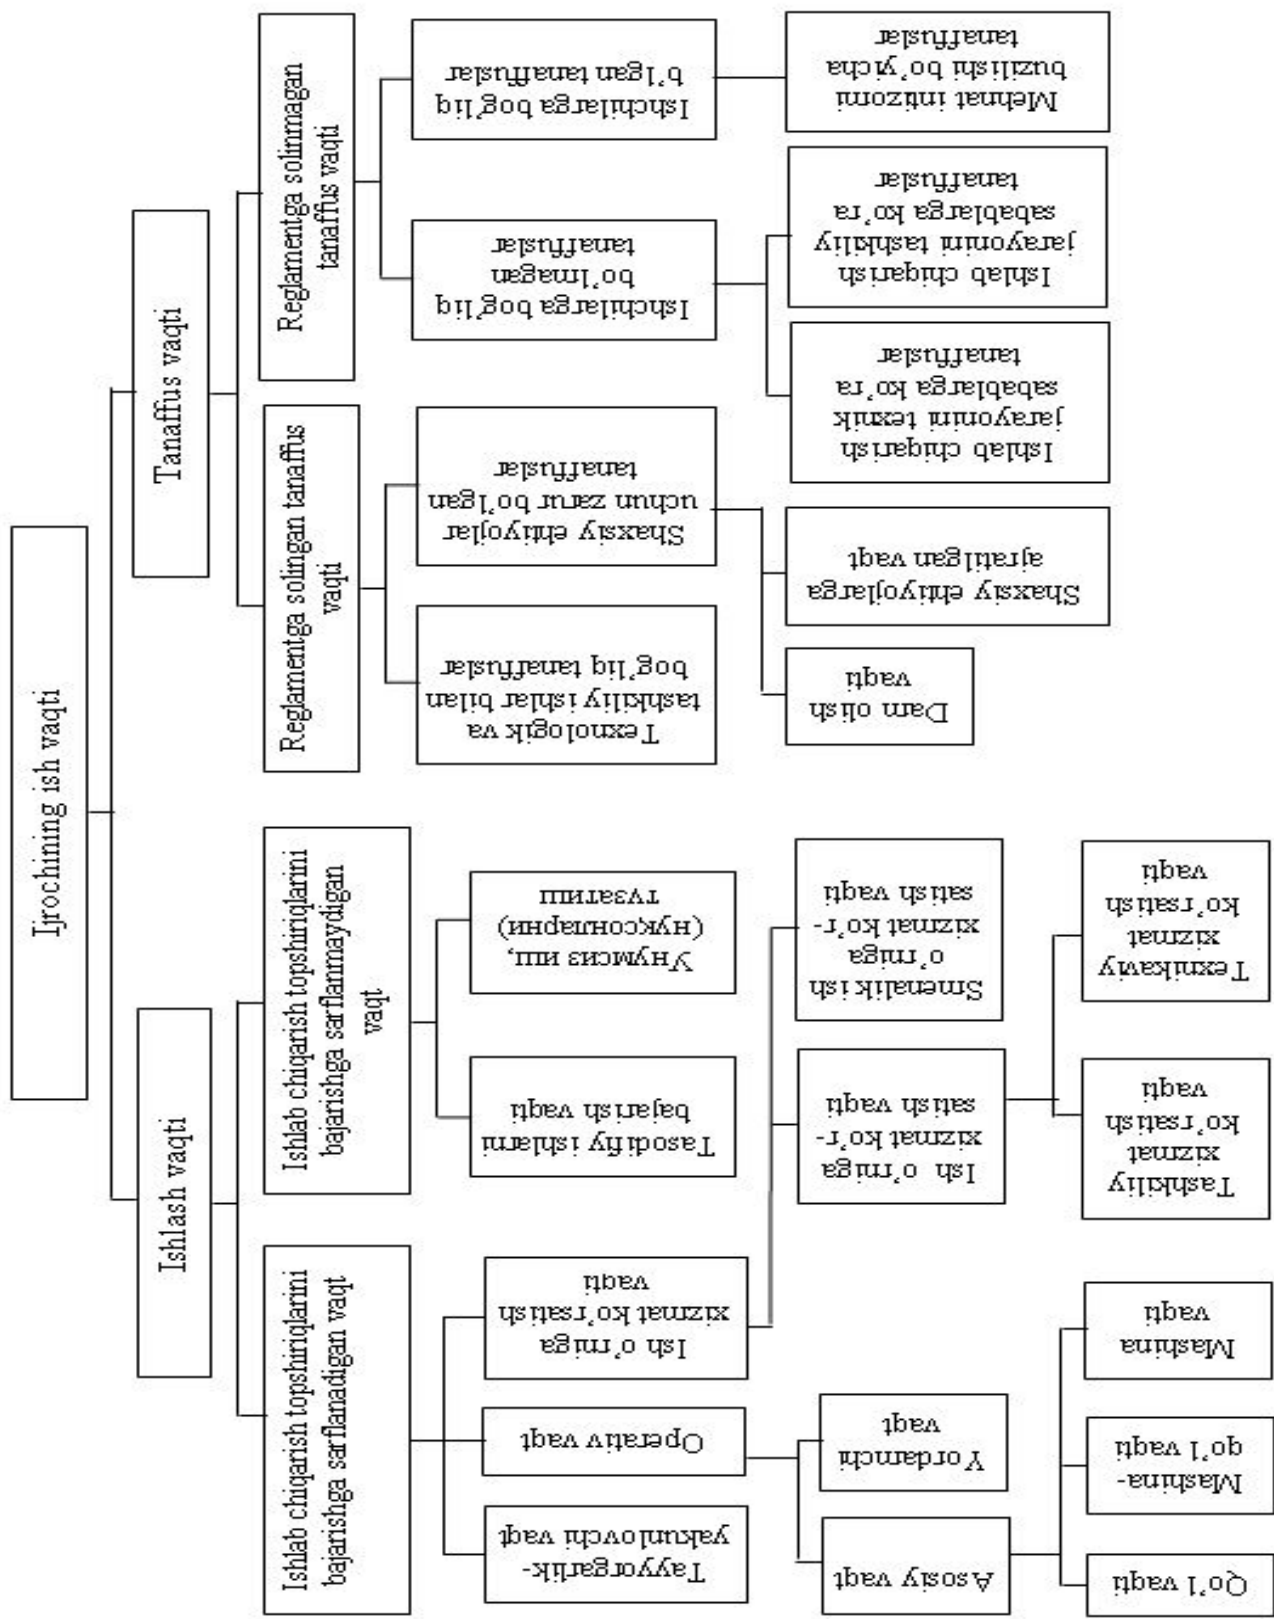 Ijrochining ish vaqti
Ishlash vaqti
Tanaffus vaqti
Ishlab chiqarish topshiriqlarini
bajarishga sarflanadigan vaqt
Ishlab chiqarish topshiriqlarini
bajarishga sarflanmaydigan
vaqt
Reglamentga solingan tanaffus
vaqti
Reglamentga solinmagan
tanaffus vaqti
Tayyorgarlik-
yakunlovchi vaqt
Operativ vaqt
Ish o’rniga
xizmat ko’rsatish
vaqti
Tasodifiy ishlarni
bajarish vaqti
Унумсиз иш,
(нуқсонларни)
тузатиш
Texnologik va
tashkiliy ishlar bilan
bog’liq tanaffuslar
Shaxsiy ehtiyojlar
uchun zarur bo’lgan
tanaffuslar
Ishchilarga bog’liq
bo’lmagan
tanaffuslar
Ishchilarga bog’liq
b’lgan tanaffuslar
Asosiy vaqt
Yordamchi
vaqt
Ish o’rniga
xizmat ko’r-
satish vaqti
Smenalik ish
o’rniga
xizmat ko’r-
satish vaqti
Dam olish
vaqti
Shaxsiy ehtiyojlarga
ajratilgan vaqt
Ishlab chiqarish
jarayonini texnik
sabablarga ko’ra
tanaffuslar
Ishlab chiqarish
jarayonini tashkiliy
sabablarga ko’ra
tanaffuslar
Mehnat intizomi
buzilishi bo’yicha
tanaffuslar
Qo’l vaqti
Mashina-
qo’l vaqti
Mashina
vaqti
Tashkiliy
xizmat
ko’rsatish
vaqti
Texnikaviy
xizmat
ko’rsatish
vaqti